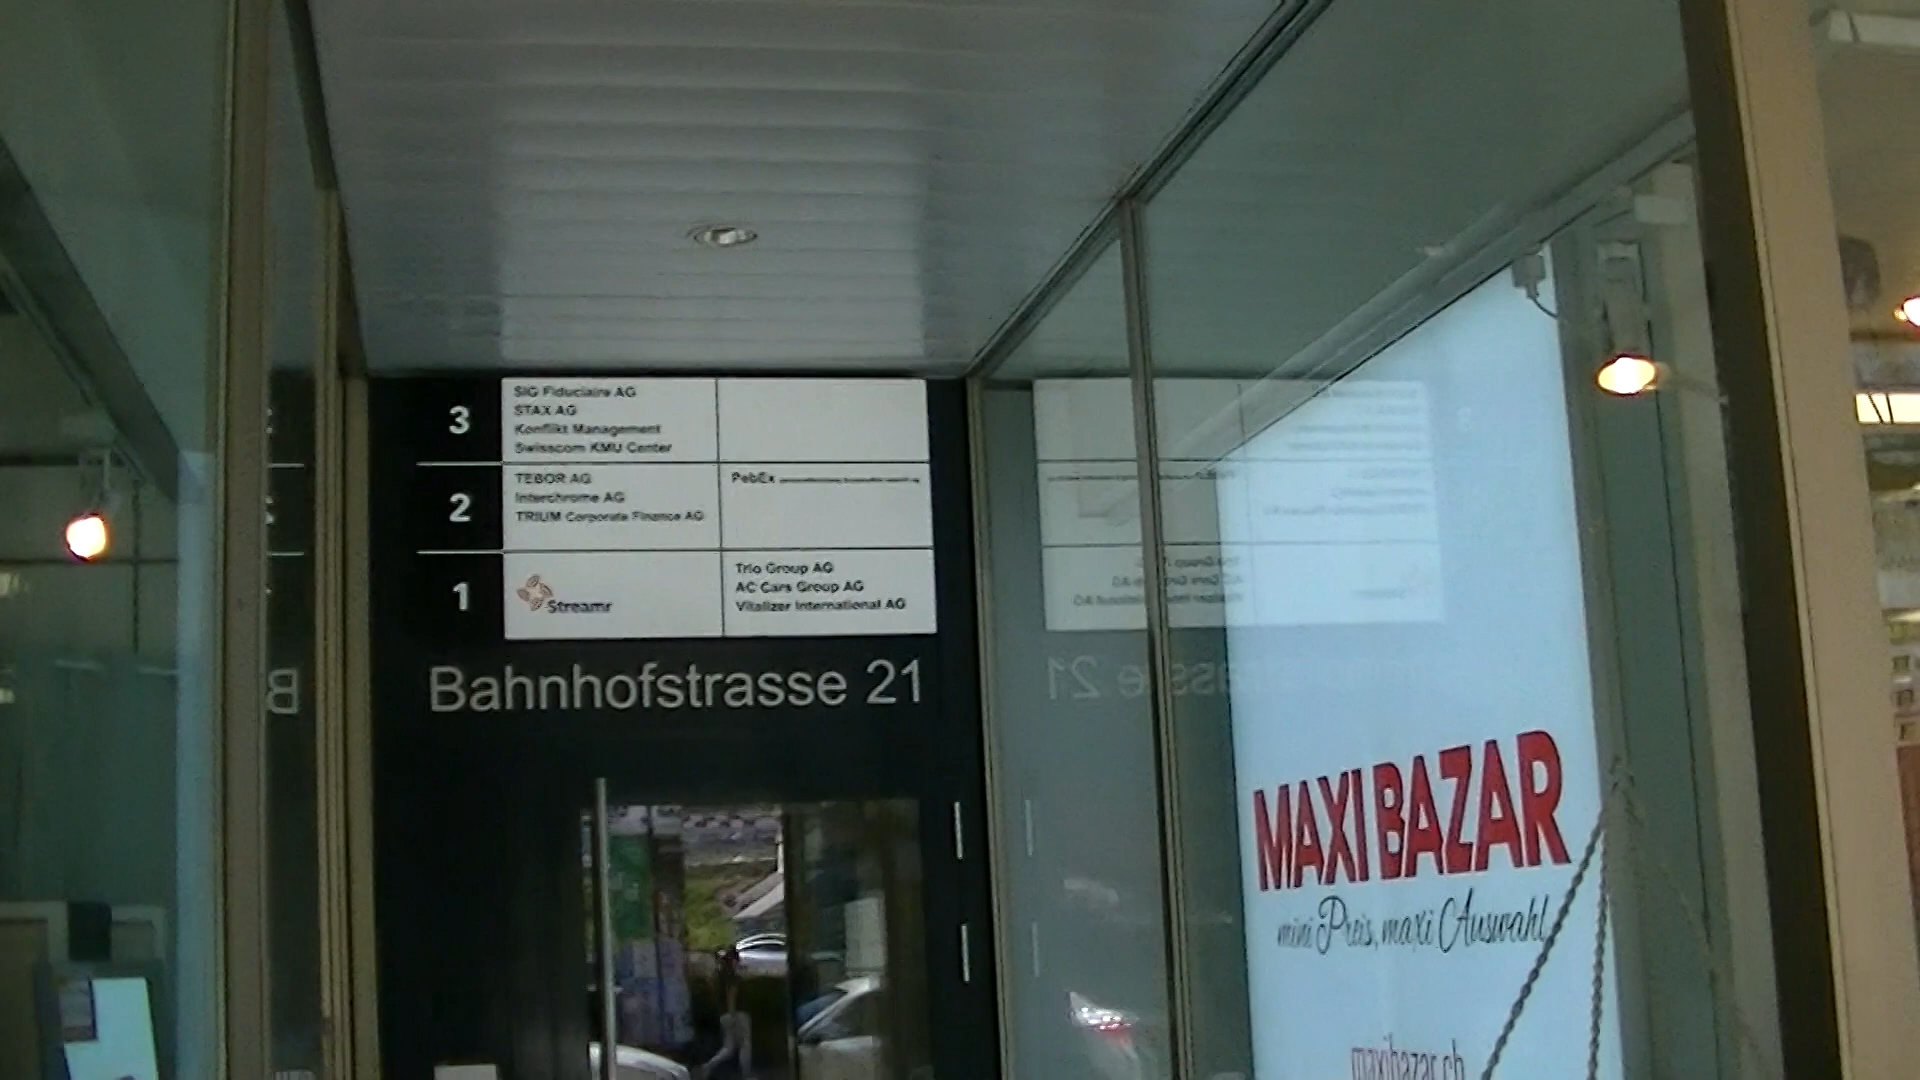 3
SIG Fiduciaire AG
STAX AG
Konflikt Management
Swisscom KMU Center
2
TEBOR AG
Interchrome AG
TRIUM Corporate Finance AG
PebEx
1
Streamr
Trio Group AG
AC Cars Group AG
Vitalizer International AG
Bahnhofstrasse 21
MAXI BAZAR
mini Preis, maxi Auswahl
maxibazar.ch